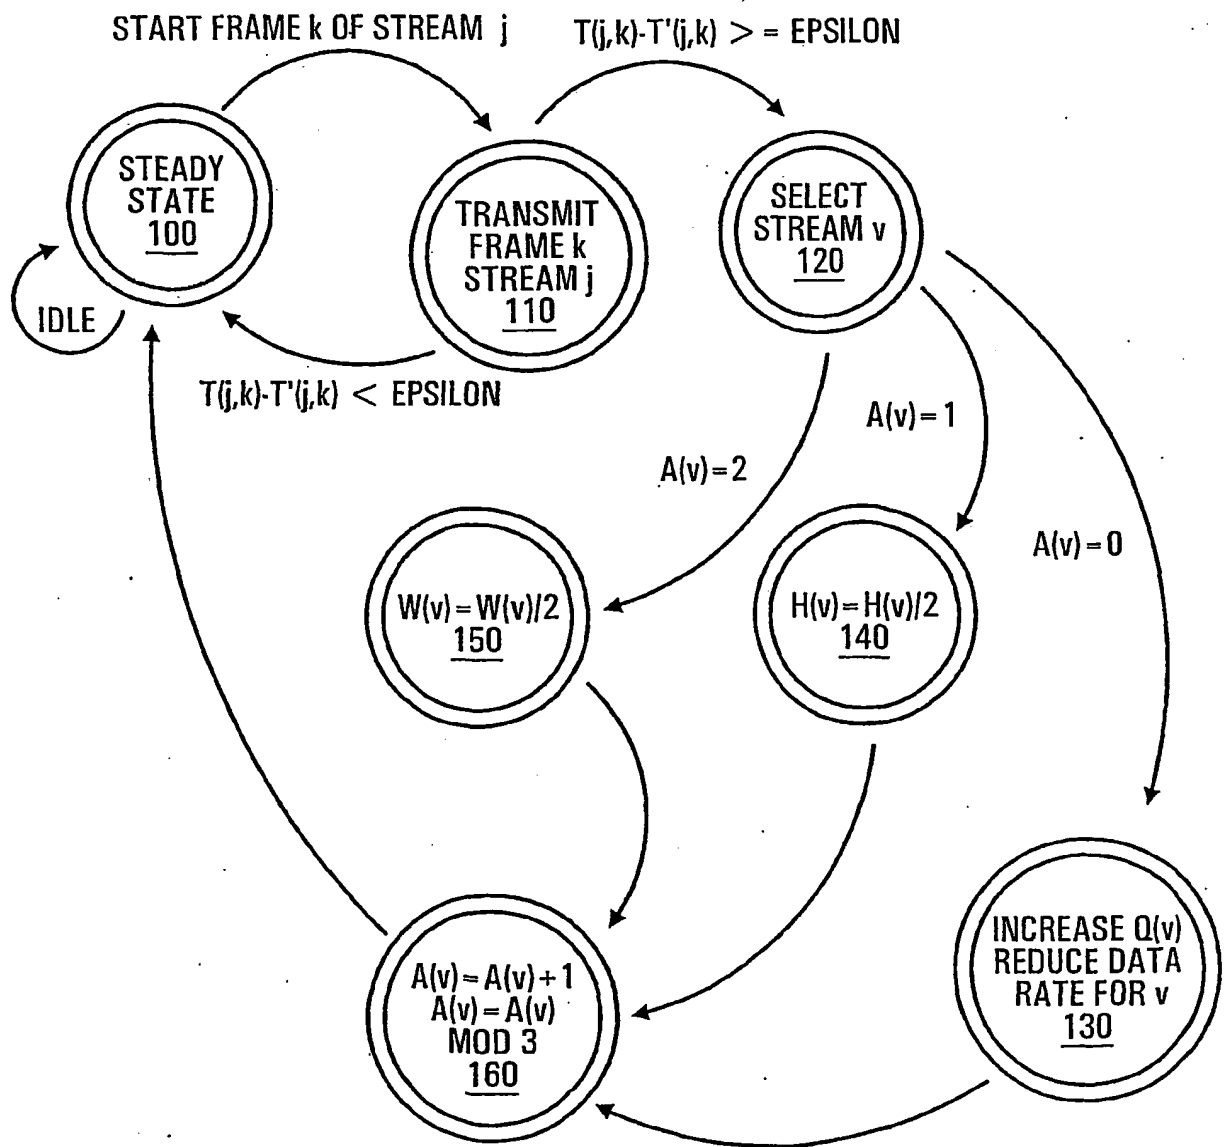 START FRAME k OF STREAM j
T(j,k)-T'(j,k) > = EPSILON
STEADY
STATE
100
TRANSMIT
FRAME k
STREAM j
110
SELECT
STREAM v
120
IDLE
T(j,k)-T'(j,k) < EPSILON
A(v)=1
A(v)=2
A(v)=0
W(v)=W(v)/2
150
H(v)=H(v)/2
140
INCREASE Q(v)
REDUCE DATA
RATE FOR v
130
A(v)=A(v)+1
A(v)=A(v)
MOD 3
160